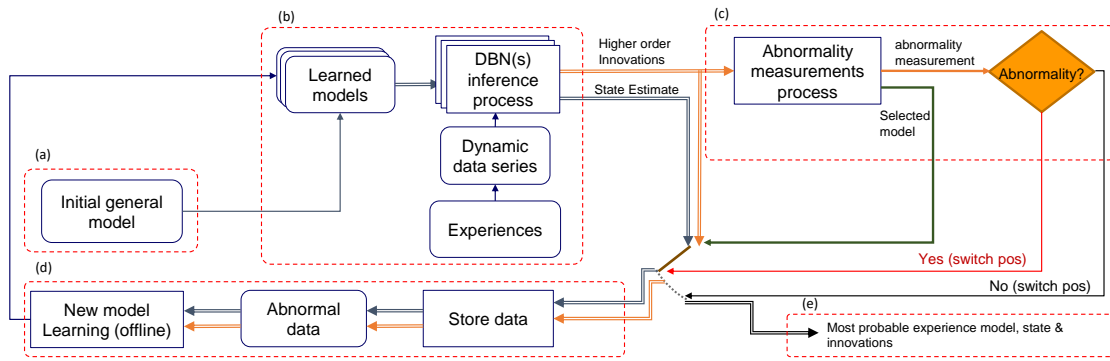 (a)
Initial general
model
(b)
Learned
models
DBN(s)
inference
process
Dynamic
data series
Experiences
Higher order
Innovations
State Estimate
(c)
Abnormality
measurements
process
abnormality
measurement
Abnormality?
Selected
model
Yes (switch pos)
No (switch pos)
(d)
New model
Learning (offline)
Abnormal
data
Store data
(e)
Most probable experience model, state &
innovations